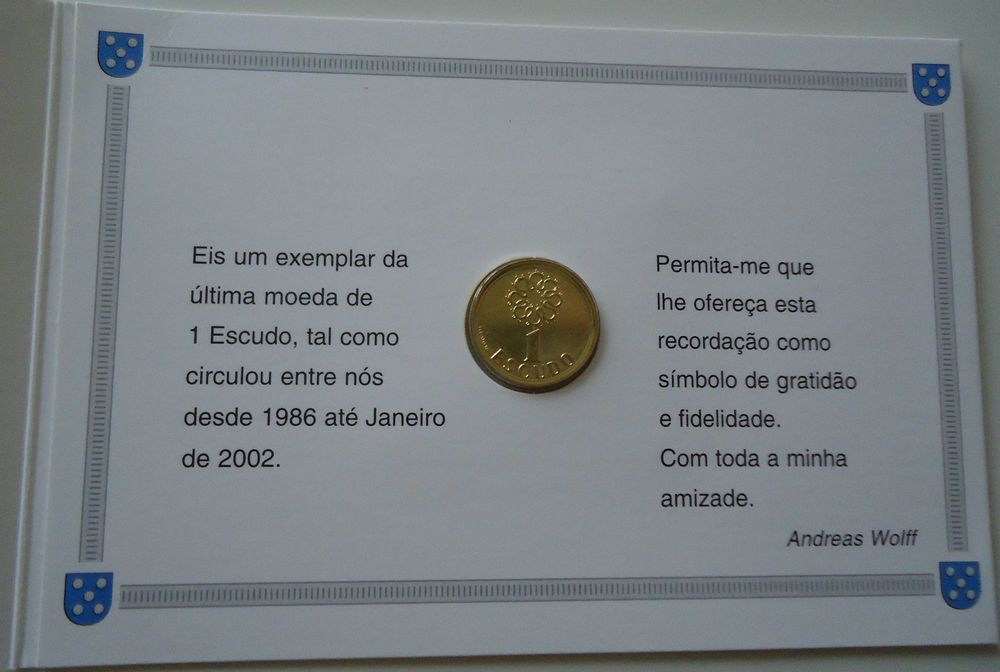 Eis um exemplar da
última moeda de
1 Escudo, tal como
circulou entre nós
desde 1986 até Janeiro
de 2002.
1
ESCUDO
Permita-me que
lhe ofereça esta
recordação como
símbolo de gratidão
e fidelidade.
Com toda a minha
amizade.
Andreas Wolff